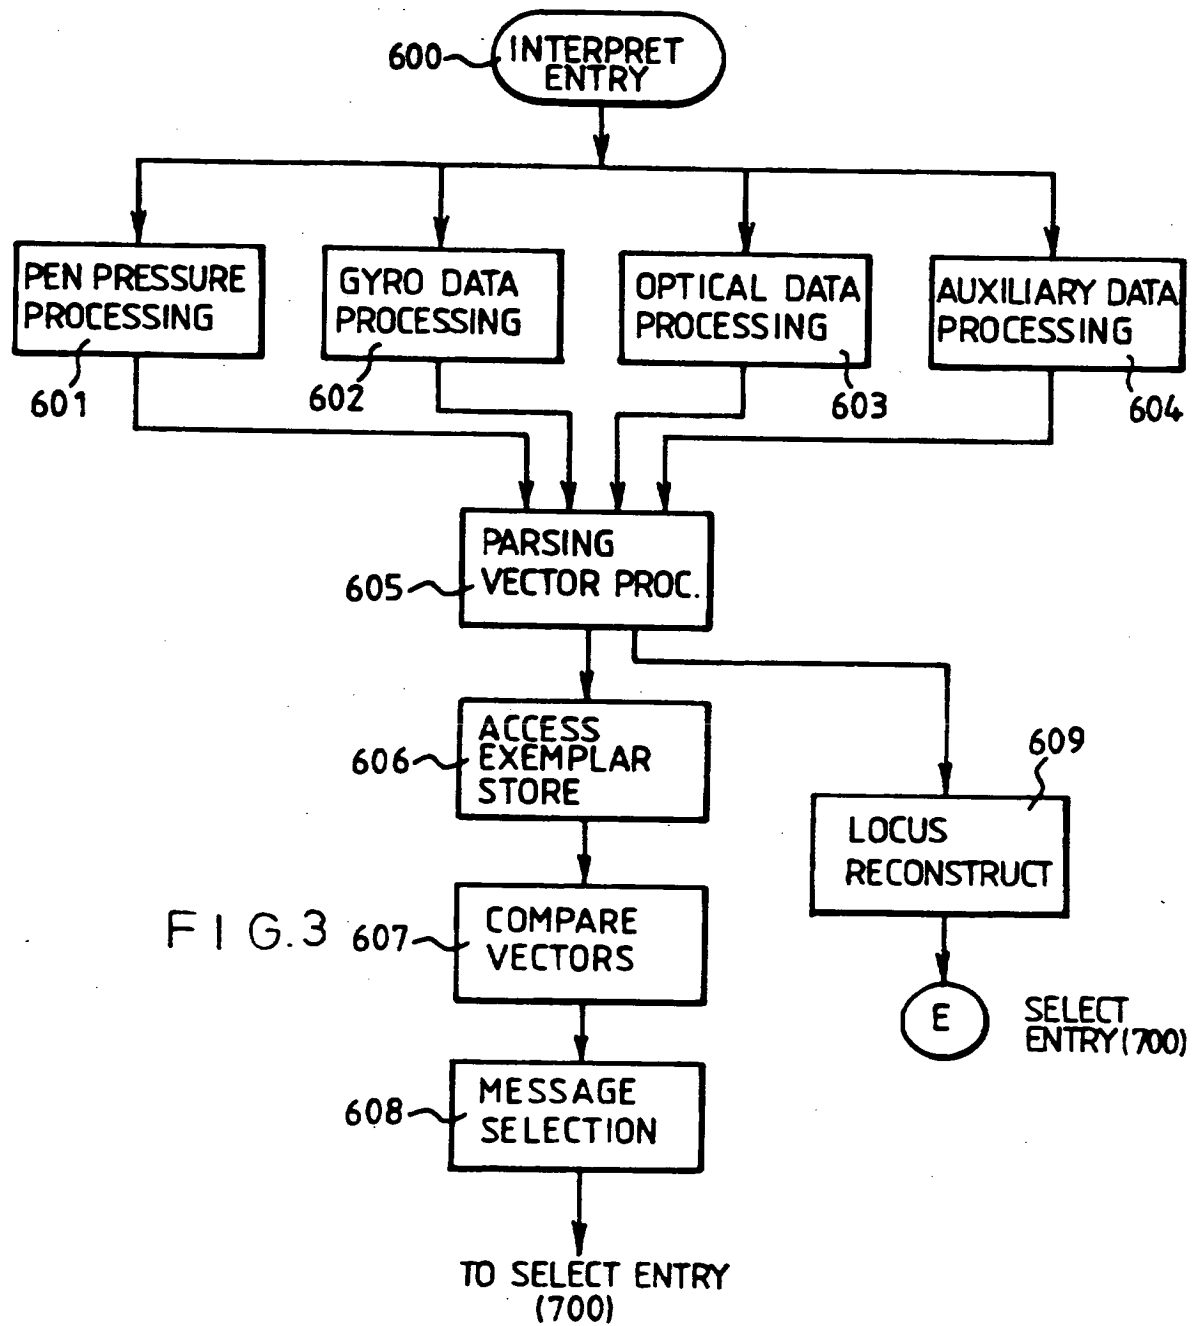 600
INTERPRET
ENTRY
PEN PRESSURE
PROCESSING
601
GYRO DATA
PROCESSING
602
OPTICAL DATA
PROCESSING
603
AUXILIARY DATA
PROCESSING
604
PARSING
VECTOR PROC.
605
ACCESS
EXEMPLAR
STORE
606
609
LOCUS
RECONSTRUCT
FIG.3
607
COMPARE
VECTORS
E
SELECT
ENTRY (700)
608
MESSAGE
SELECTION
TO SELECT ENTRY
(700)